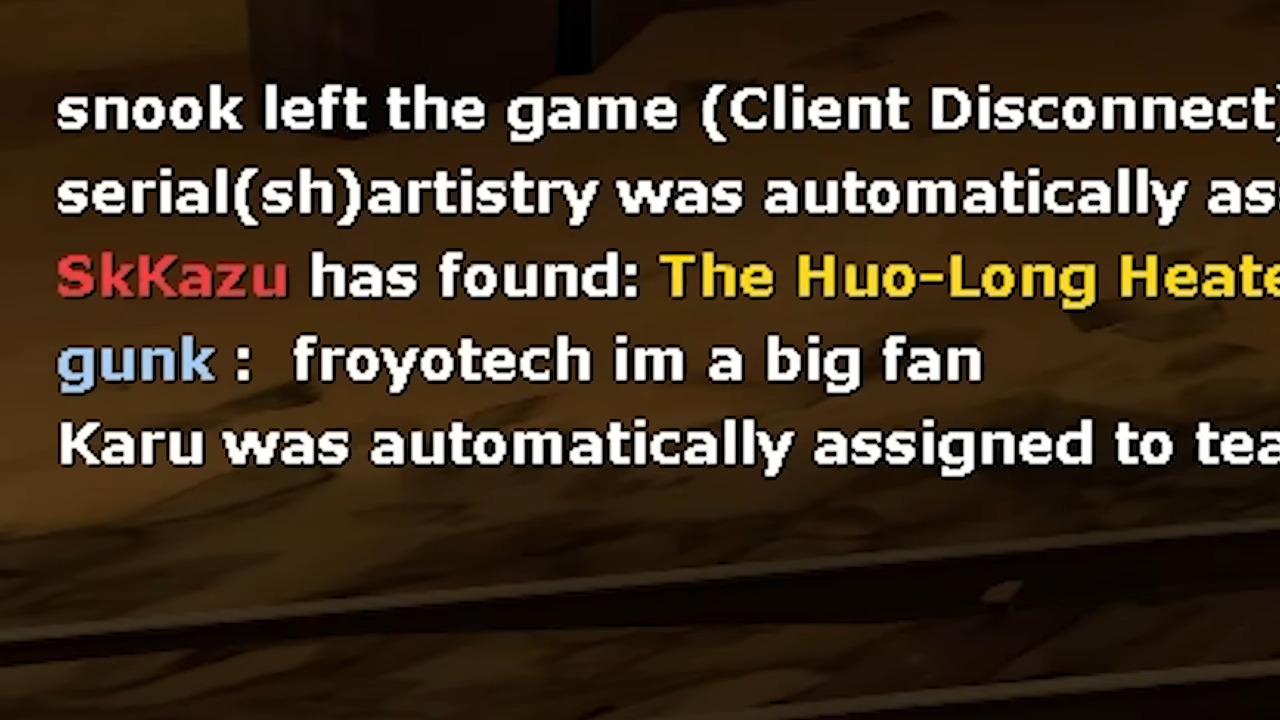 snook left the game (Client Disconnect)
serial(sh)artistry was automatically as
SkKazu has found: The Huo-Long Heate
gunk :  froyotech im a big fan
Karu was automatically assigned to tea